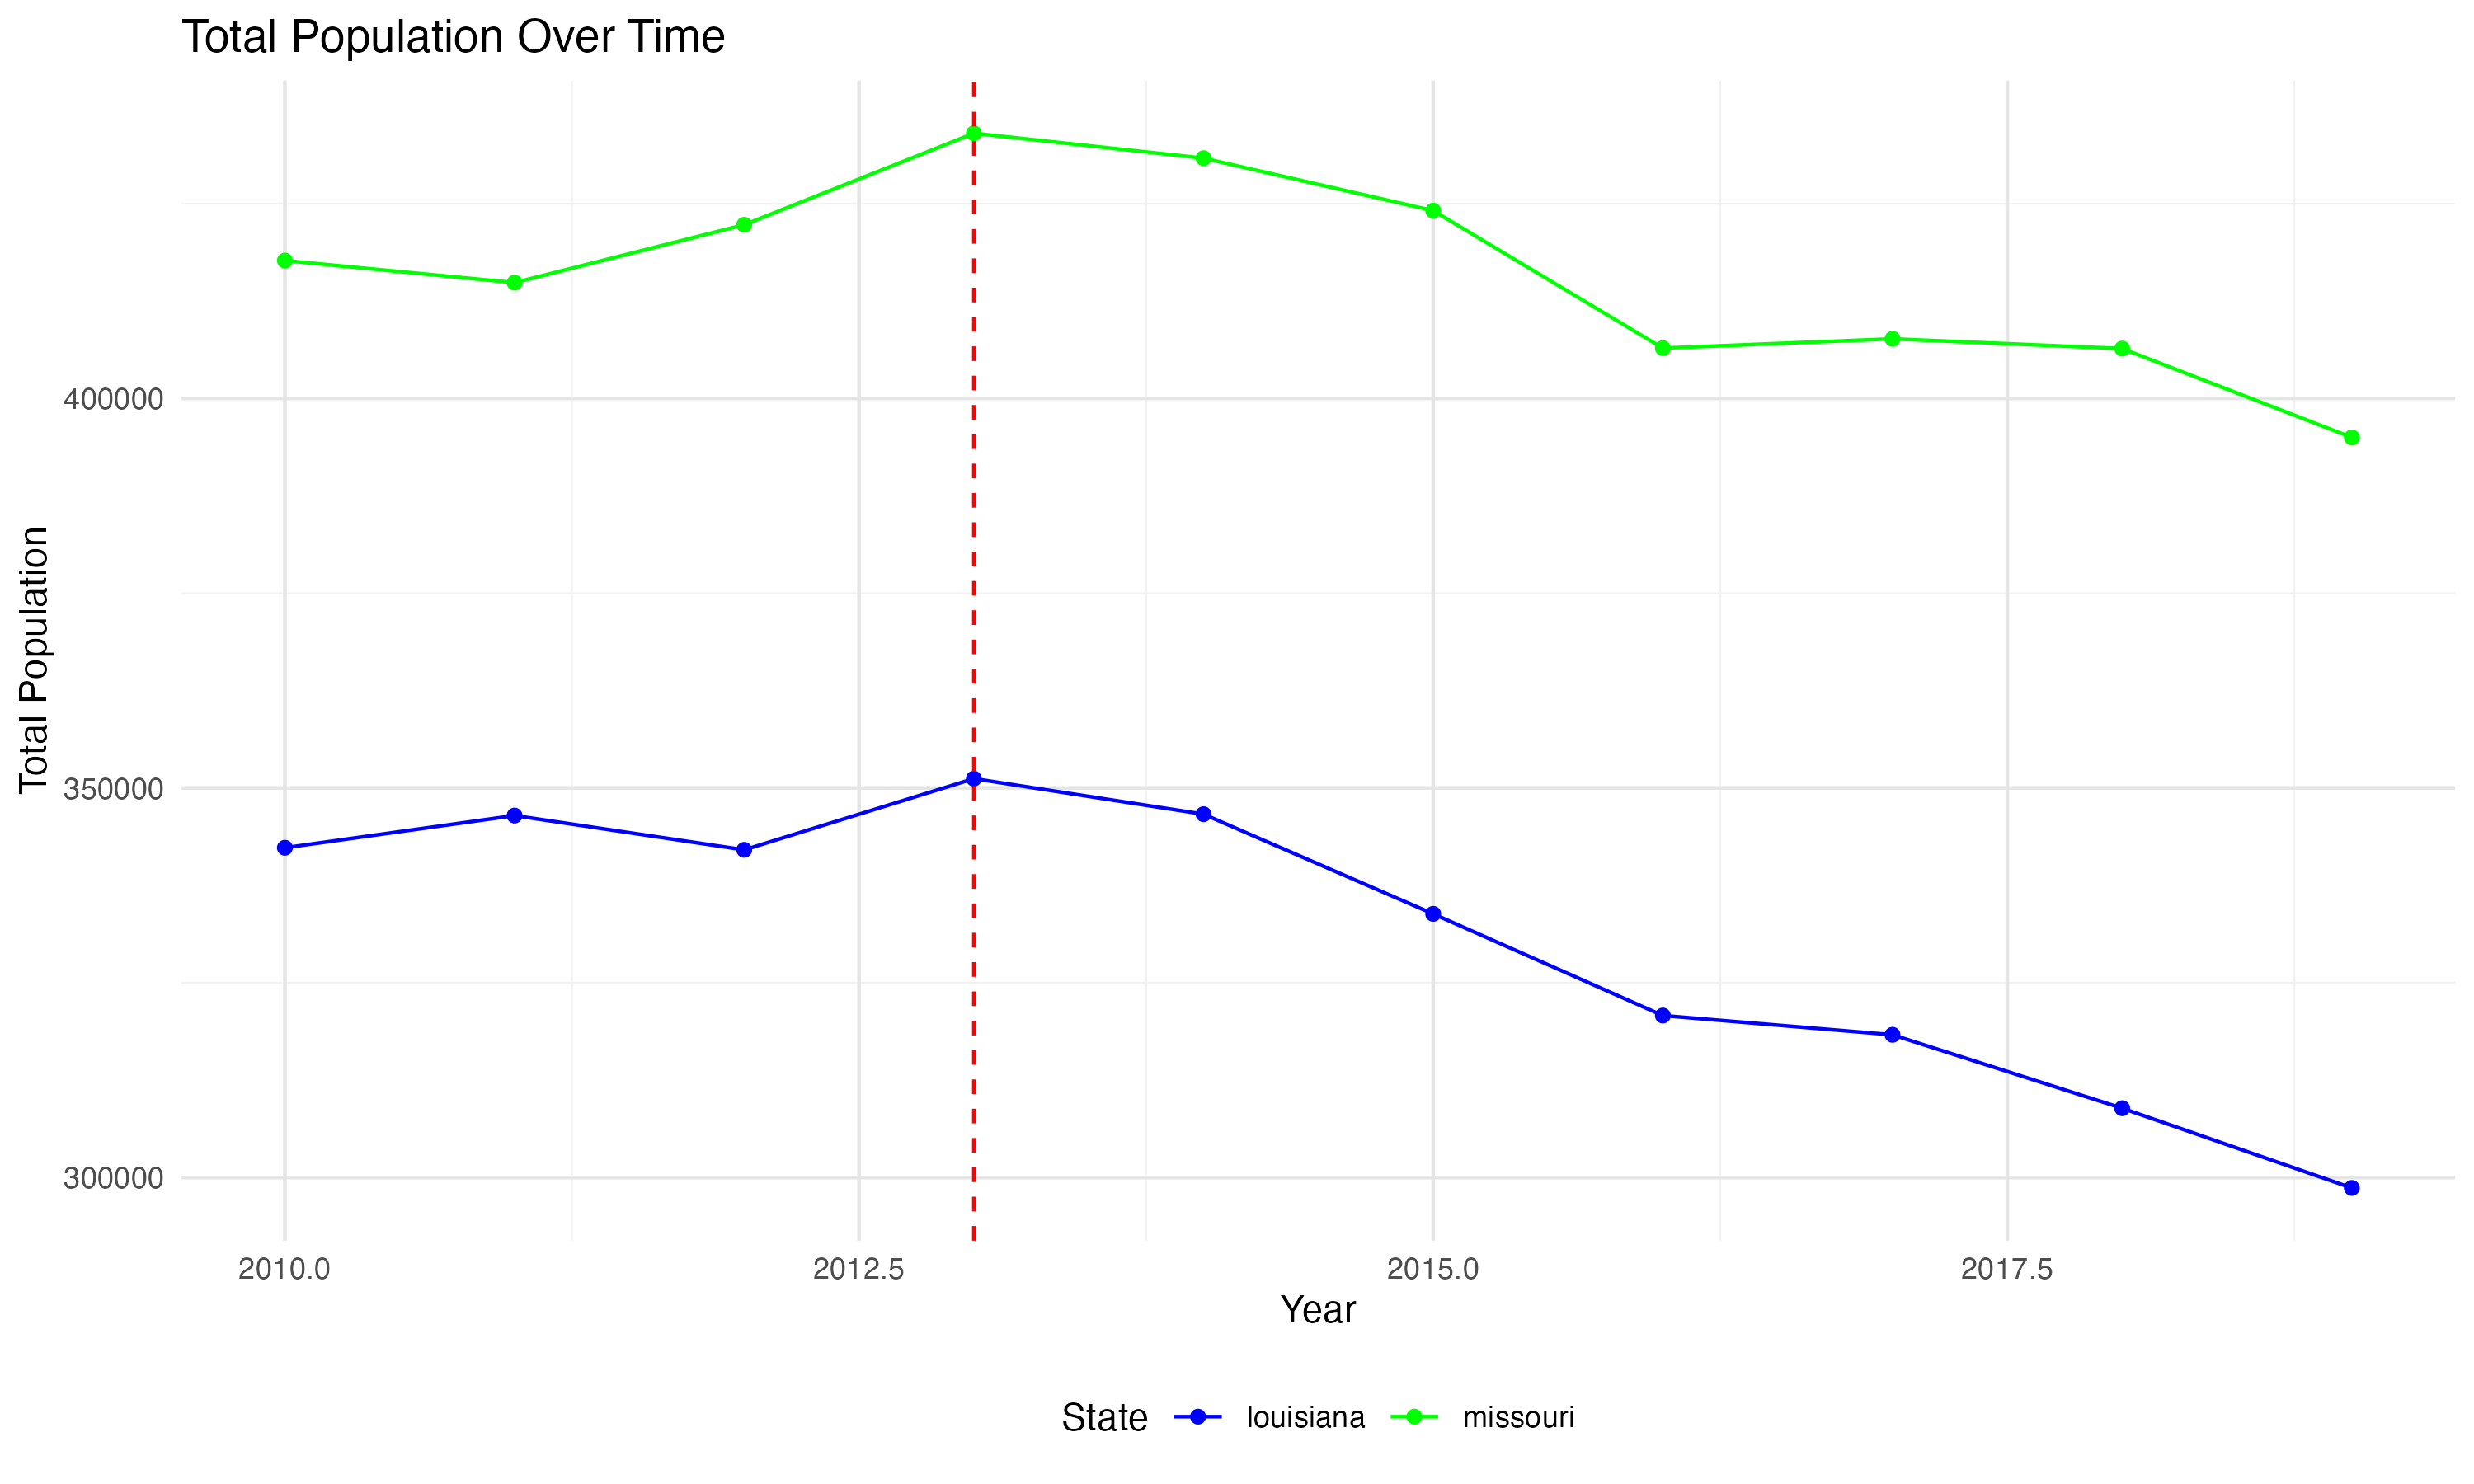 Total Population Over Time
Total Population
400000
350000
300000
2010.0 2012.5 2015.0 2017.5
Year
State louisiana missouri